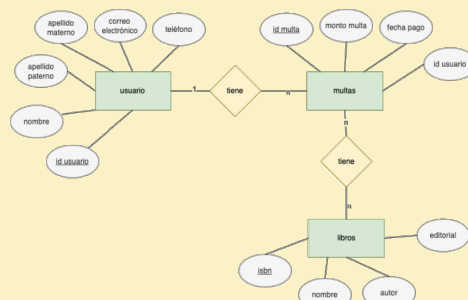 apellido
materno
correo
electrónico
teléfono
id multa
monto multa
fecha pago
apellido
paterno
id usuario
usuario
1
tiene
n
multas
nombre
n
id usuario
tiene
n
libros
editorial
isbn
nombre
autor